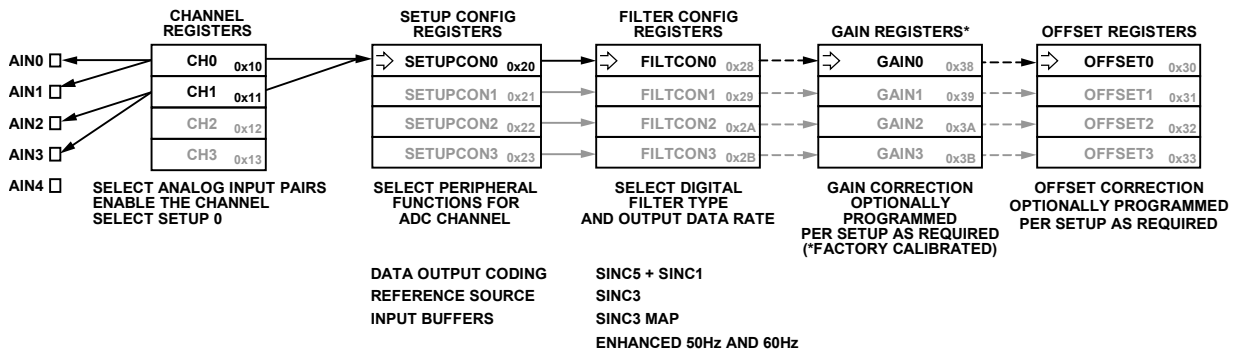 CHANNEL
REGISTERS
SETUP CONFIG
REGISTERS
FILTER CONFIG
REGISTERS
GAIN REGISTERS*
OFFSET REGISTERS
AIN0
AIN1
AIN2
AIN3
AIN4
CH0 0x10
CH1 0x11
CH2 0x12
CH3 0x13
SETUPCON0 0x20
SETUPCON1 0x21
SETUPCON2 0x22
SETUPCON3 0x23
FILTCON0 0x28
FILTCON1 0x29
FILTCON2 0x2A
FILTCON3 0x2B
GAIN0 0x38
GAIN1 0x39
GAIN2 0x3A
GAIN3 0x3B
OFFSET0 0x30
OFFSET1 0x31
OFFSET2 0x32
OFFSET3 0x33
SELECT ANALOG INPUT PAIRS
ENABLE THE CHANNEL
SELECT SETUP 0
SELECT PERIPHERAL
FUNCTIONS FOR
ADC CHANNEL
SELECT DIGITAL
FILTER TYPE
AND OUTPUT DATA RATE
GAIN CORRECTION
OPTIONALLY
PROGRAMMED
PER SETUP AS REQUIRED
(*FACTORY CALIBRATED)
OFFSET CORRECTION
OPTIONALLY PROGRAMMED
PER SETUP AS REQUIRED
DATA OUTPUT CODING
REFERENCE SOURCE
INPUT BUFFERS
SINC5 + SINC1
SINC3
SINC3 MAP
ENHANCED 50Hz AND 60Hz